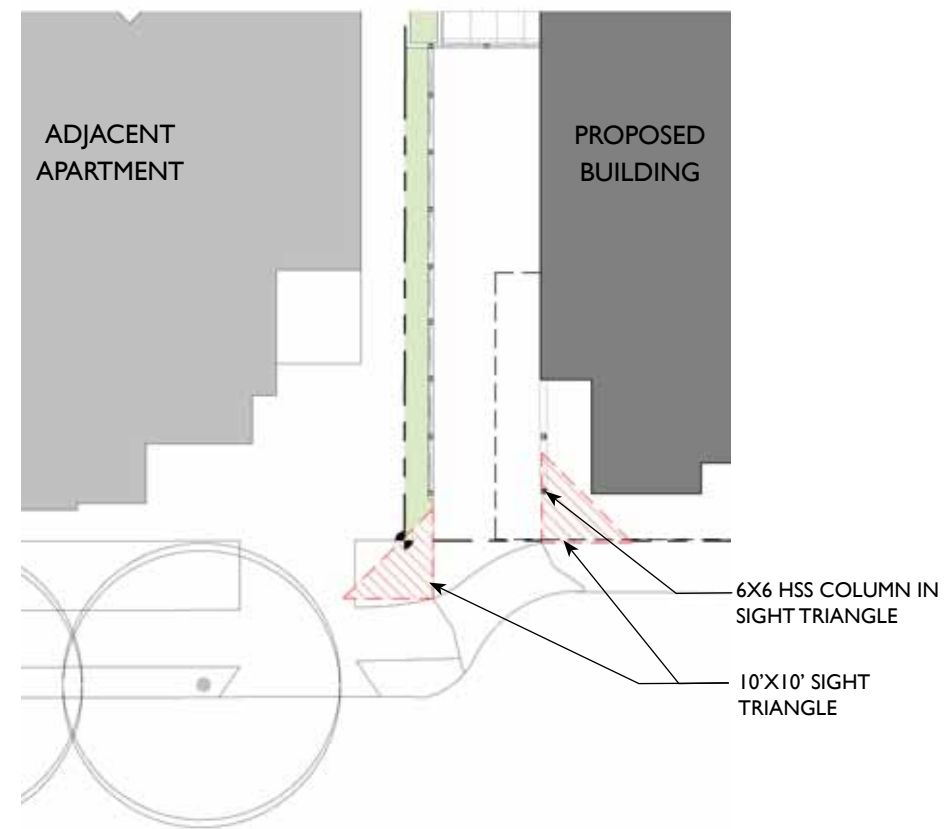 ADJACENT
APARTMENT
PROPOSED
BUILDING
6X6 HSS COLUMN IN
SIGHT TRIANGLE
10'X10' SIGHT
TRIANGLE